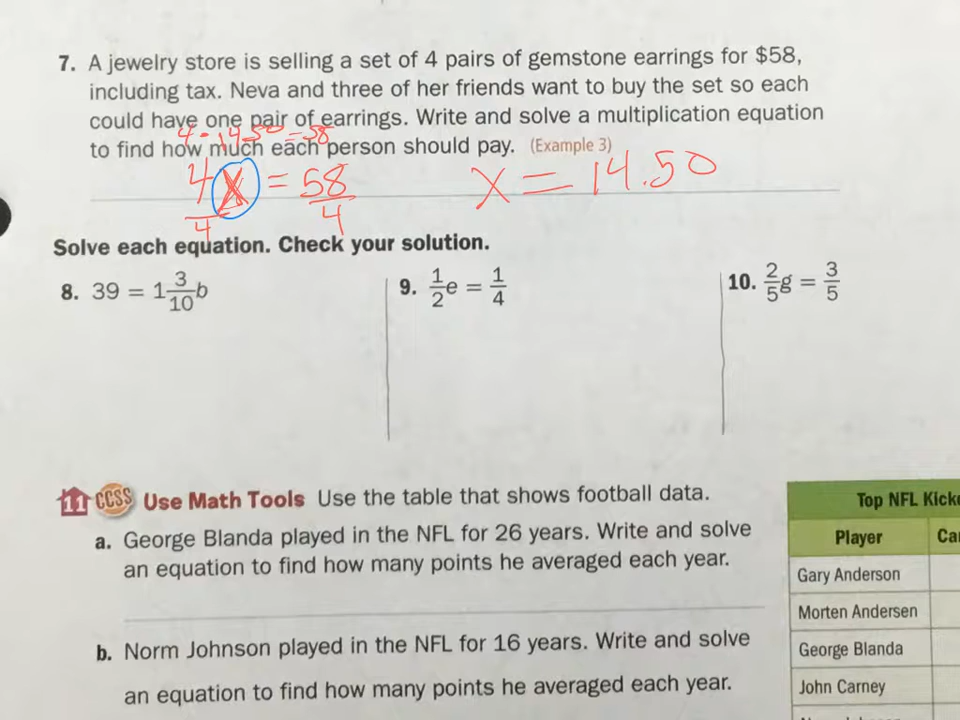 7. A jewelry store is selling a set of 4 pairs of gemstone earrings for $58,
including tax. Neva and three of her friends want to buy the set so each
could have one pair of earrings. Write and solve a multiplication equation
4 · 14.50 = 58
to find how much each person should pay. (Example 3)
4x = 58 x = 14.50
4 4
Solve each equation. Check your solution.
8. 39 = 1 3/10 b
9. 1/2 e = 1/4
10. 2/5 g = 3/5
11 CCSS Use Math Tools Use the table that shows football data.
a. George Blanda played in the NFL for 26 years. Write and solve
an equation to find how many points he averaged each year.
b. Norm Johnson played in the NFL for 16 years. Write and solve
an equation to find how many points he averaged each year.
Top NFL Kick
Player Ca
Gary Anderson
Morten Andersen
George Blanda
John Carney